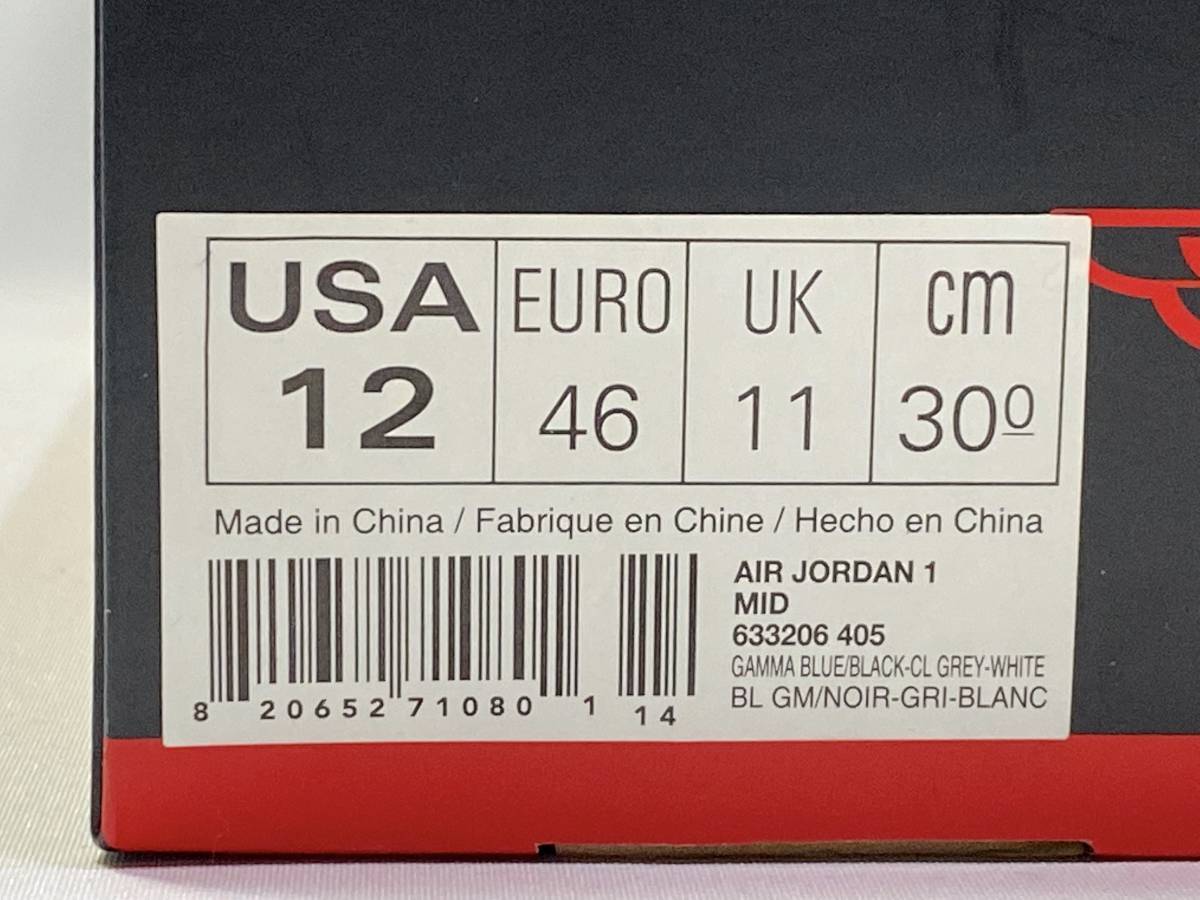 USA EURO UK cm
12 46 11 30º
Made in China / Fabrique en Chine / Hecho en China
AIR JORDAN 1
MID
633206 405
GAMMA BLUE/BLACK-CL GREY-WHITE
BL GM/NOIR-GRI-BLANC
8 20652 71080 1 14